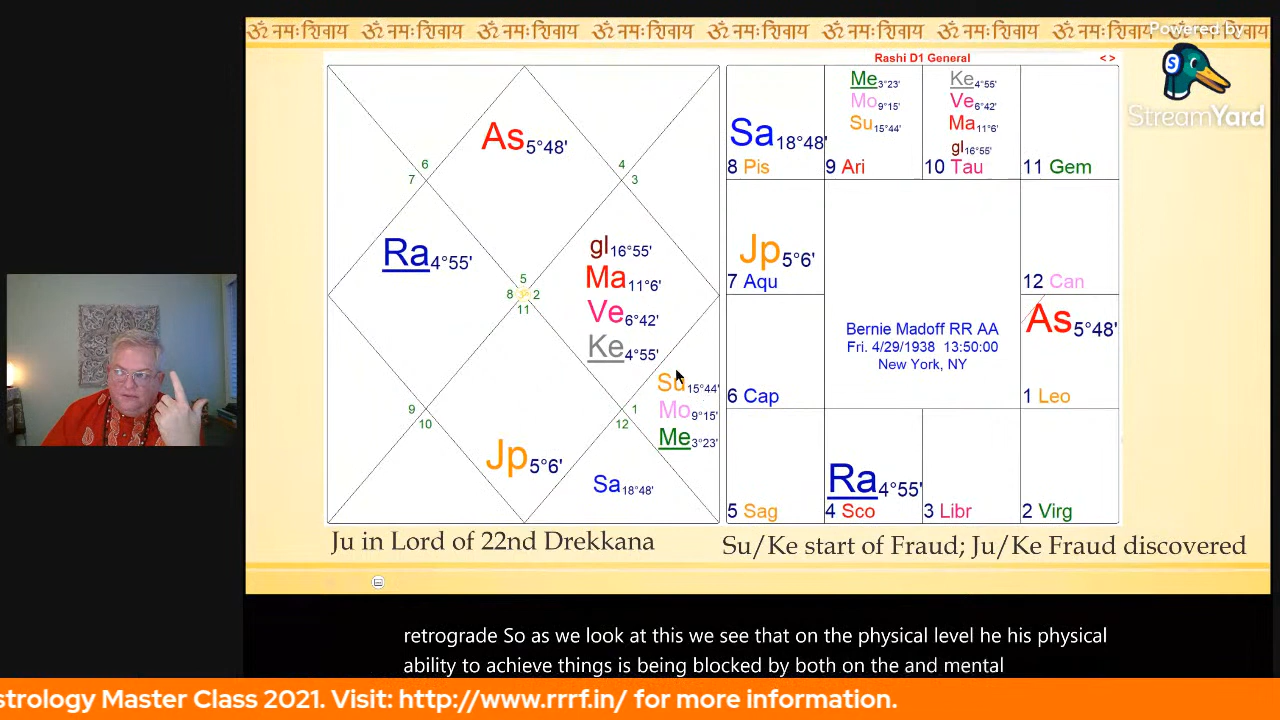 ॐ नमः शिवाय ॐ नमः शिवाय ॐ नमः शिवाय ॐ नमः शिवाय ॐ नमः शिवाय ॐ नमः शिवाय ॐ नमः शिवाय ॐ नमः शिवाय
Powered by
StreamYard
As 5°48'
6
7
4
3
Ra 4°55'
gl 16°55'
Ma 11°6'
Ve 6°42'
Ke 4°55'
5
8 2
11
Su 15°44'
Mo 9°15'
Me 3°23'
9
10
1
12
Jp 5°6'
Sa 18°48'
Rashi D1 General < >
Sa 18°48'
8 Pis
Me 3°23'
Mo 9°15'
Su 15°44'
9 Ari
Ke 4°55'
Ve 6°42'
Ma 11°6'
gl 16°55'
10 Tau
11 Gem
Jp 5°6'
7 Aqu
12 Can
Bernie Madoff RR AA
Fri. 4/29/1938 13:50:00
New York, NY
6 Cap
As 5°48'
1 Leo
5 Sag
Ra 4°55'
4 Sco
3 Libr
2 Virg
Ju in Lord of 22nd Drekkana
Su/Ke start of Fraud; Ju/Ke Fraud discovered
retrograde So as we look at this we see that on the physical level he his physical
ability to achieve things is being blocked by both on the and mental
strology Master Class 2021. Visit: http://www.rrrf.in/ for more information.